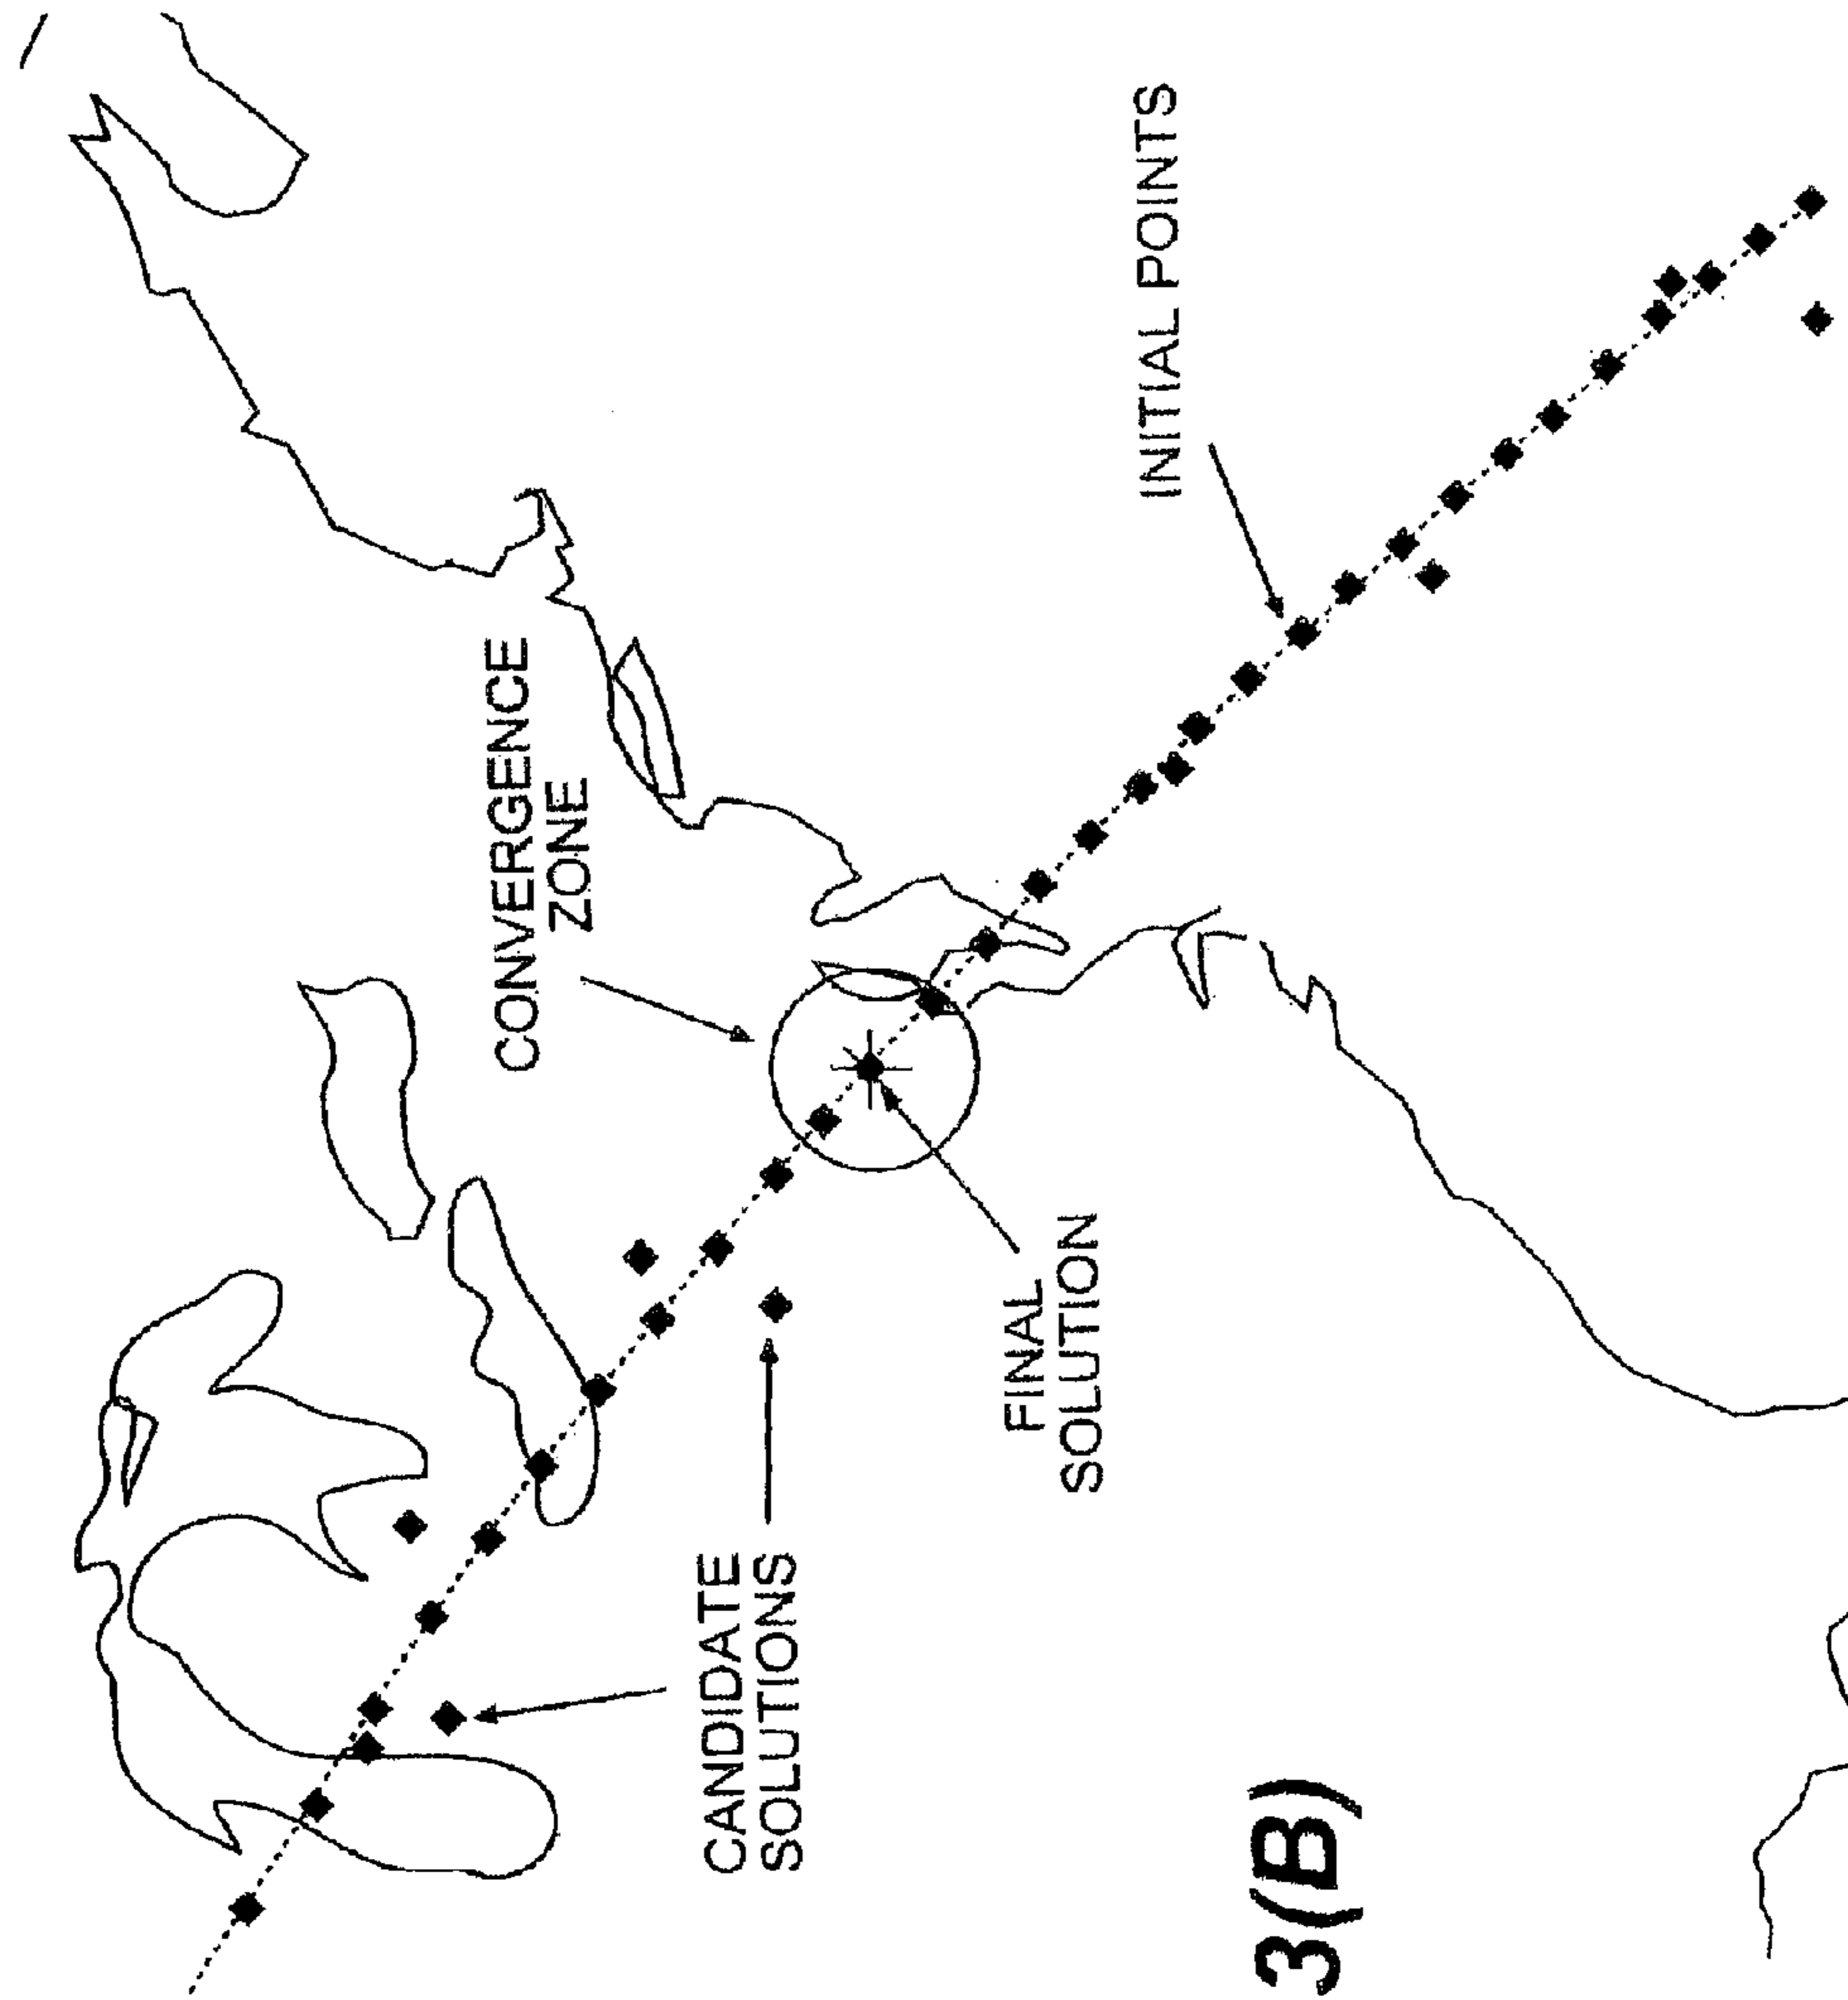 CONVERGENCE
ZONE
INITIAL POINTS
CANDIDATE
SOLUTIONS
FINAL
SOLUTION
3(B)